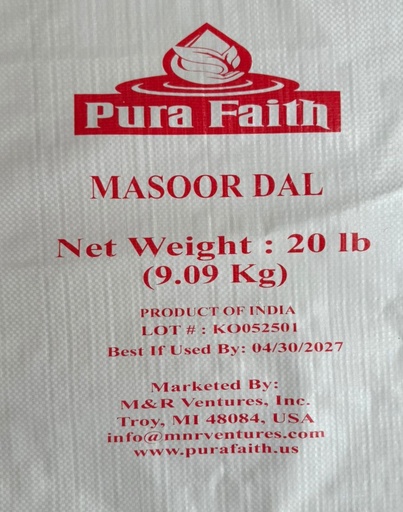 Pura Faith
MASOOR DAL
Net Weight : 20 lb
(9.09 Kg)
PRODUCT OF INDIA
LOT # : KO052501
Best If Used By: 04/30/2027
Marketed By:
M&R Ventures, Inc.
Troy, MI 48084, USA
info@mnrventures.com
www.purafaith.us